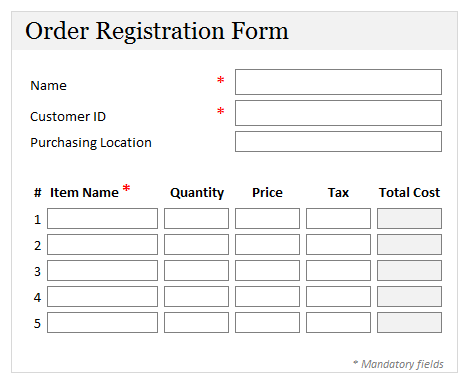 Order Registration Form
Name *
Customer ID *
Purchasing Location
# Item Name * Quantity Price Tax Total Cost
1
2
3
4
5
* Mandatory fields